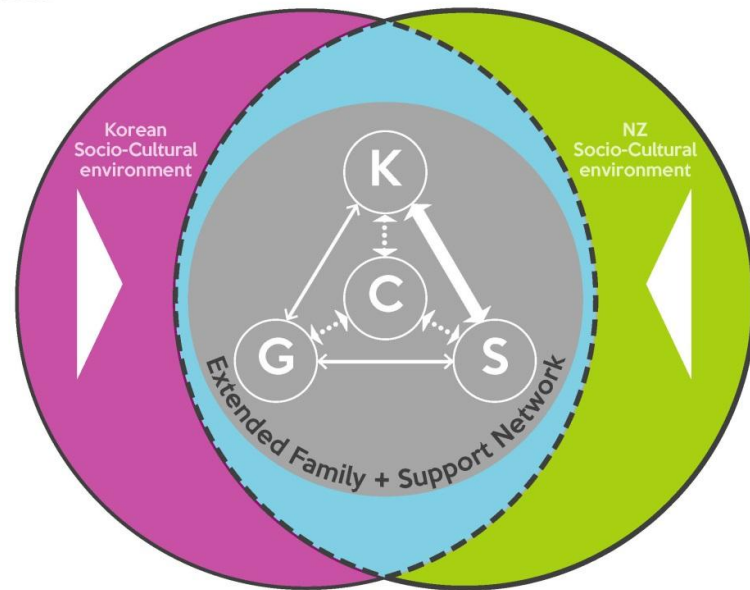 Korean
Socio-Cultural
environment
NZ
Socio-Cultural
environment
K
C
G
S
Extended Family + Support Network